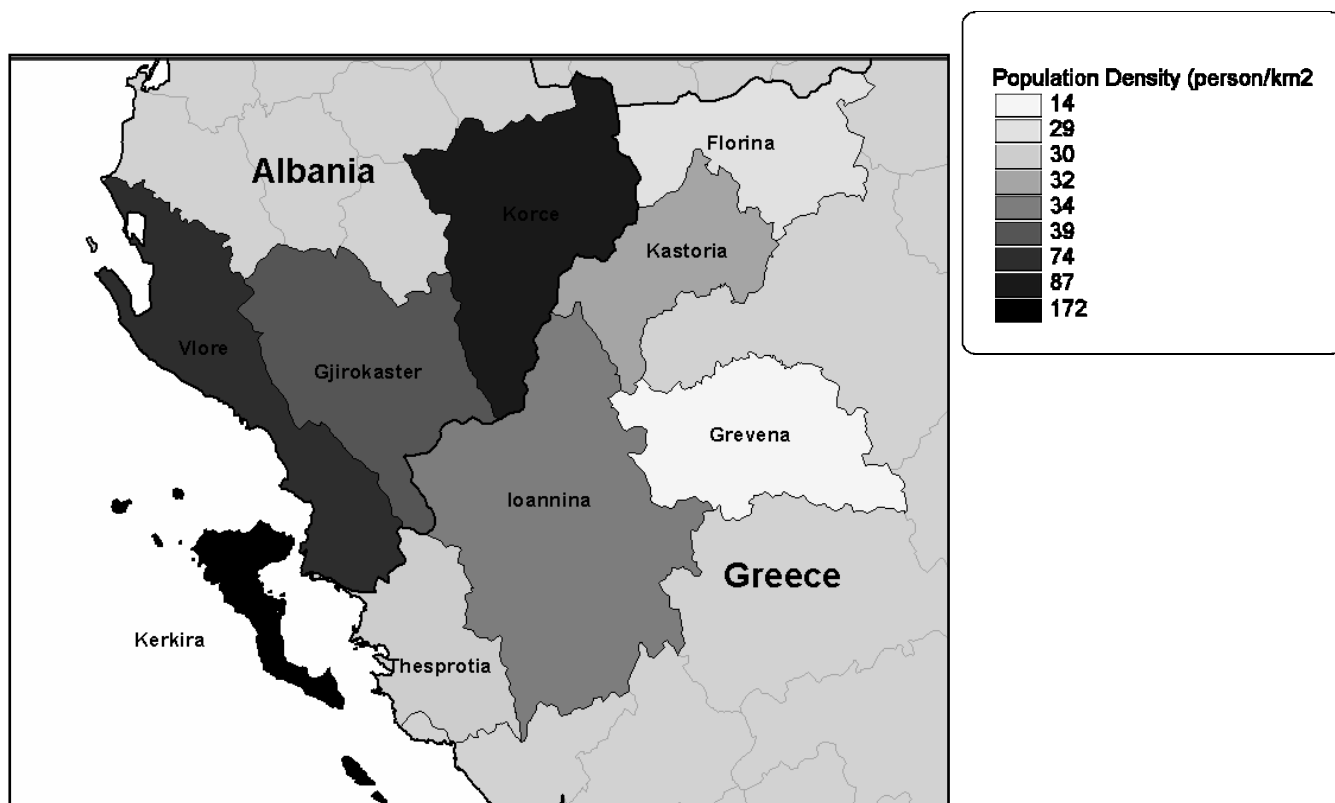 Population Density (person/km2
14
29
30
32
34
39
74
87
172
Florina
Albania
Korce
Kastoria
Vlore
Gjirokaster
Grevena
Ioannina
Greece
Kerkira
Thesprotia